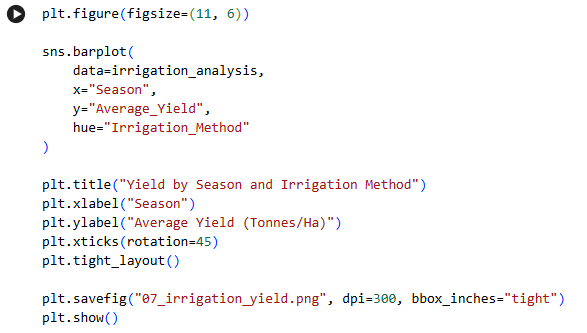 plt.figure(figsize=(11, 6))
sns.barplot(
    data=irrigation_analysis,
    x="Season",
    y="Average_Yield",
    hue="Irrigation_Method"
)
plt.title("Yield by Season and Irrigation Method")
plt.xlabel("Season")
plt.ylabel("Average Yield (Tonnes/Ha)")
plt.xticks(rotation=45)
plt.tight_layout()
plt.savefig("07_irrigation_yield.png", dpi=300, bbox_inches="tight")
plt.show()